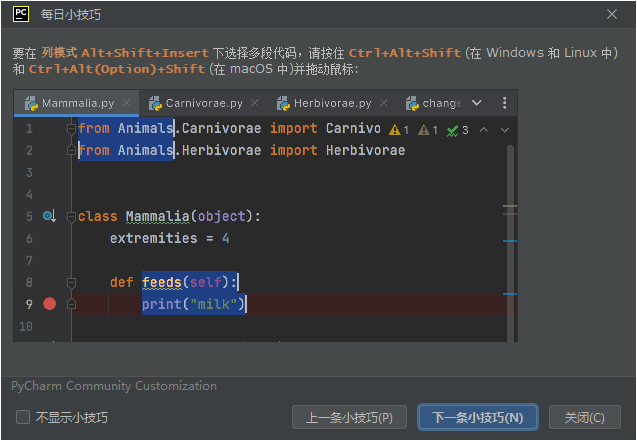 PC 每日小技巧
要在 列模式 Alt+Shift+Insert 下选择多段代码，请按住 Ctrl+Alt+Shift (在 Windows 和 Linux 中)
和 Ctrl+Alt(Option)+Shift (在 macOS 中)并拖动鼠标:
Mammalia.py Carnivorae.py Herbivorae.py change
1 from Animals.Carnivorae import Carnivo 1 1 3
2 from Animals.Herbivorae import Herbivorae
3
4
5 class Mammalia(object):
6 extremities = 4
7
8 def feeds(self):
9 print("milk")
10
PyCharm Community Customization
不显示小技巧 上一条小技巧(P) 下一条小技巧(N) 关闭(C)